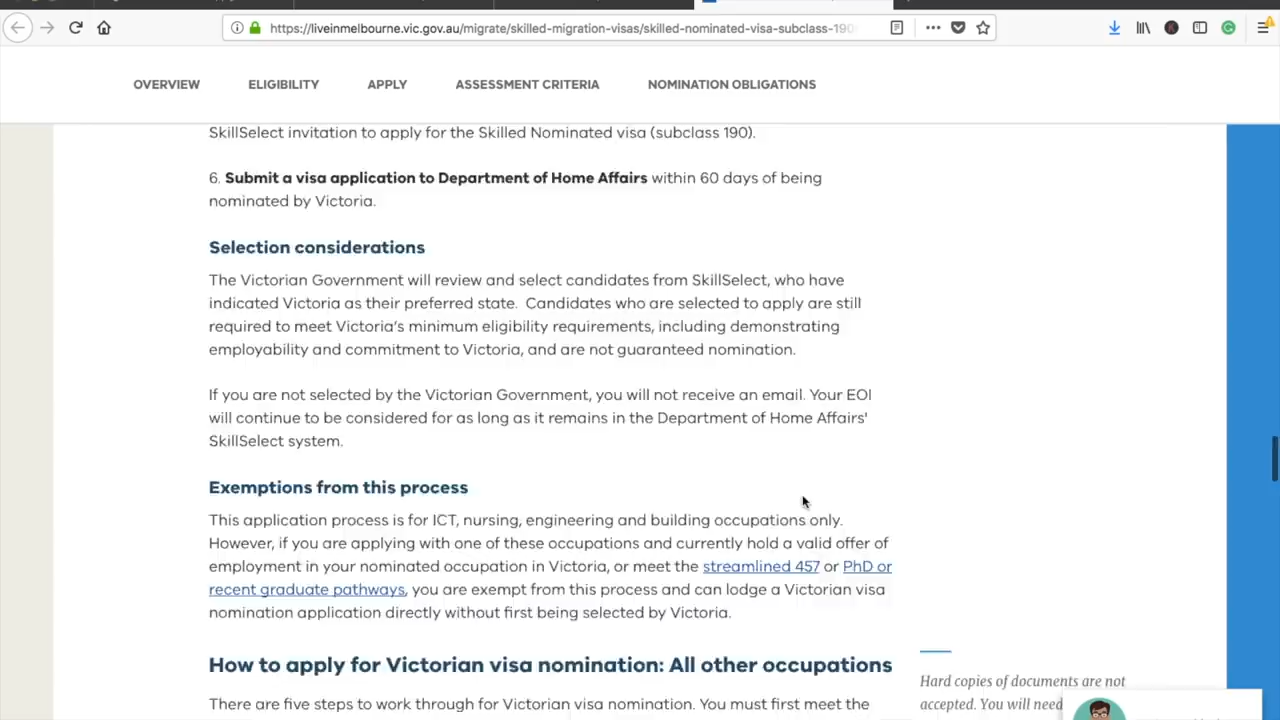 https://liveinmelbourne.vic.gov.au/migrate/skilled-migration-visas/skilled-nominated-visa-subclass-190
OVERVIEW ELIGIBILITY APPLY ASSESSMENT CRITERIA NOMINATION OBLIGATIONS
SkillSelect invitation to apply for the Skilled Nominated visa (subclass 190).
6. Submit a visa application to Department of Home Affairs within 60 days of being
nominated by Victoria.
Selection considerations
The Victorian Government will review and select candidates from SkillSelect, who have
indicated Victoria as their preferred state. Candidates who are selected to apply are still
required to meet Victoria's minimum eligibility requirements, including demonstrating
employability and commitment to Victoria, and are not guaranteed nomination.
If you are not selected by the Victorian Government, you will not receive an email. Your EOI
will continue to be considered for as long as it remains in the Department of Home Affairs'
SkillSelect system.
Exemptions from this process
This application process is for ICT, nursing, engineering and building occupations only.
However, if you are applying with one of these occupations and currently hold a valid offer of
employment in your nominated occupation in Victoria, or meet the streamlined 457 or PhD or
recent graduate pathways, you are exempt from this process and can lodge a Victorian visa
nomination application directly without first being selected by Victoria.
How to apply for Victorian visa nomination: All other occupations
There are five steps to work through for Victorian visa nomination. You must first meet the
Hard copies of documents are not
accepted. You will need